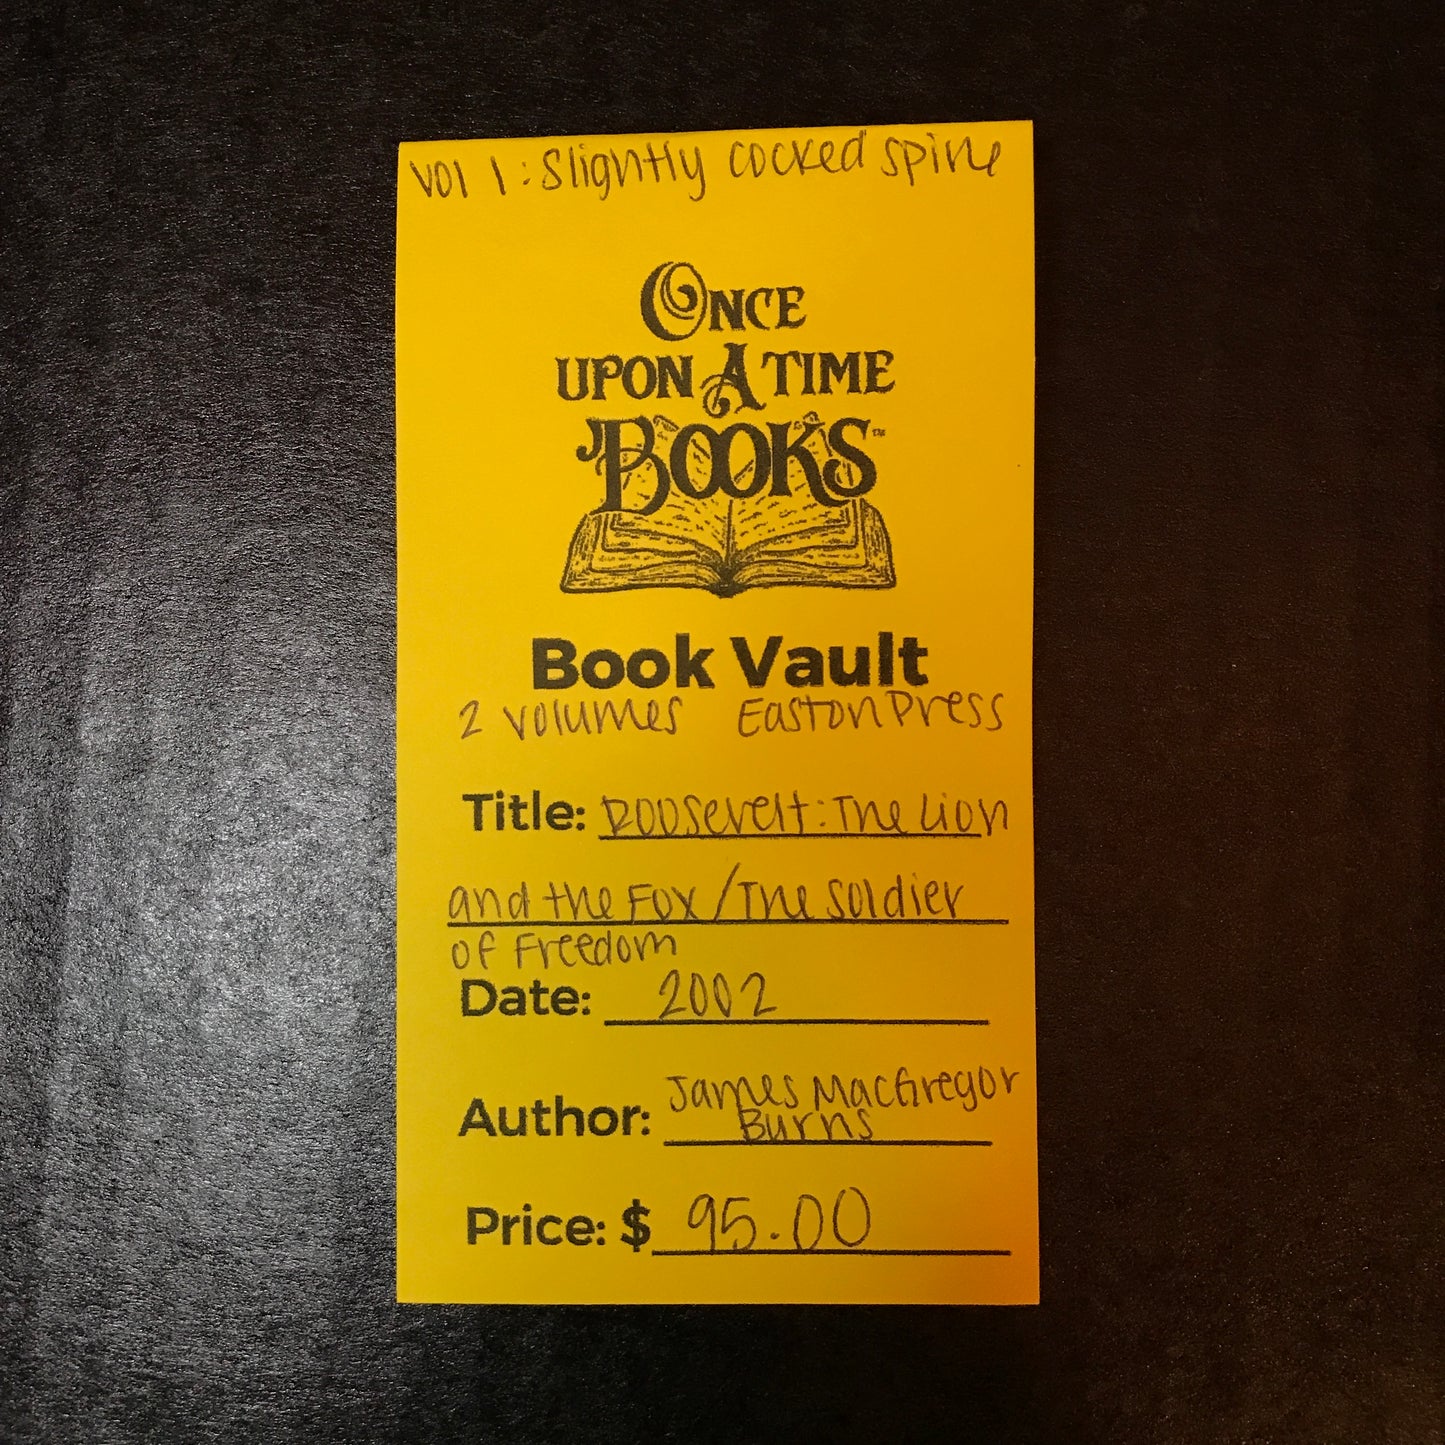 Vol 1: Slightly cocked spine
ONCE
UPON A TIME
BOOKS™
Book Vault
2 volumes Easton Press
Title: Roosevelt: The Lion
and the Fox / The Soldier
of Freedom
Date: 2002
Author: James MacGregor
Burns
Price: $ 95.00